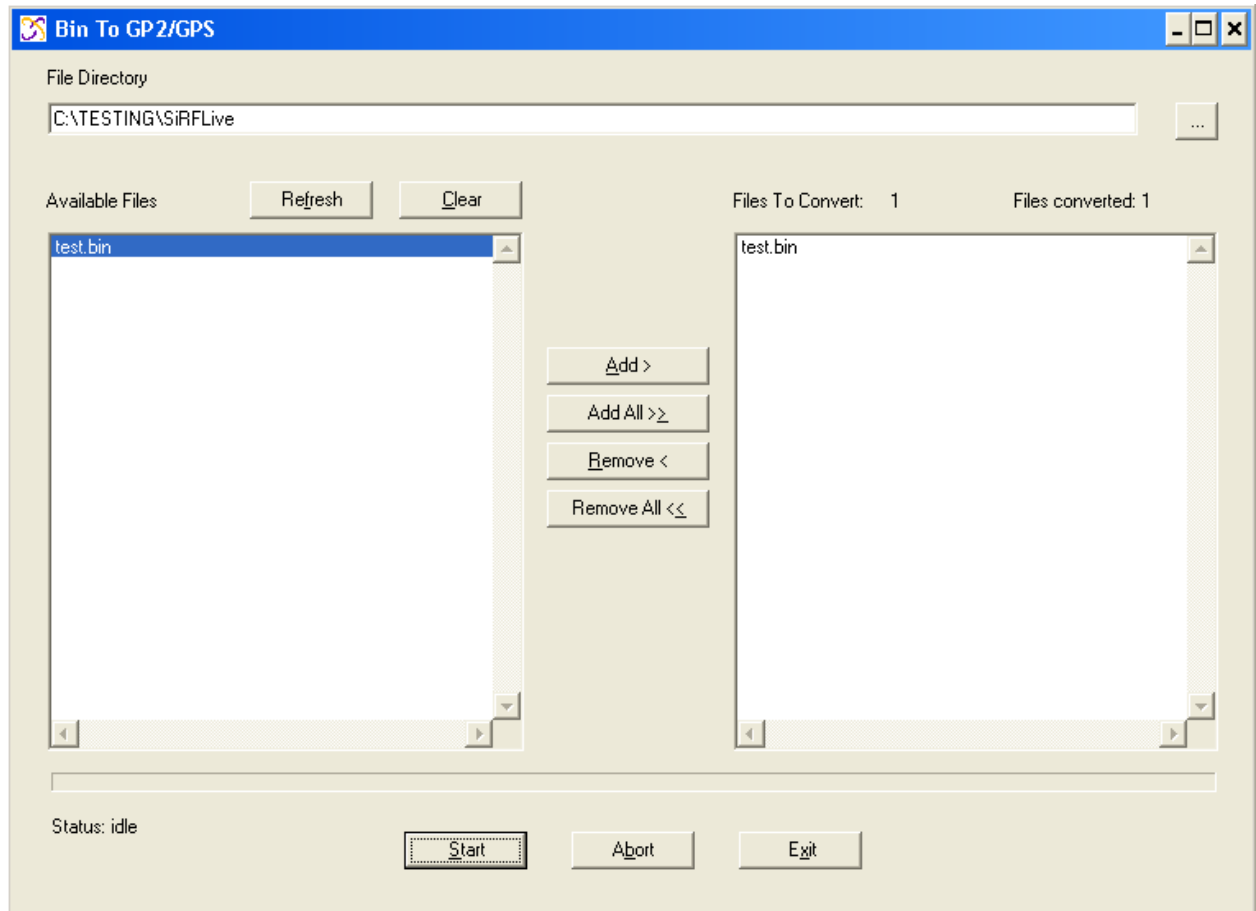 Bin To GP2/GPS
File Directory
C:\TESTING\SiRFLive
...
Available Files Refresh Clear Files To Convert: 1 Files converted: 1
test.bin test.bin
Add >
Add All >>
Remove <
Remove All <<
Status: idle
Start Abort Exit